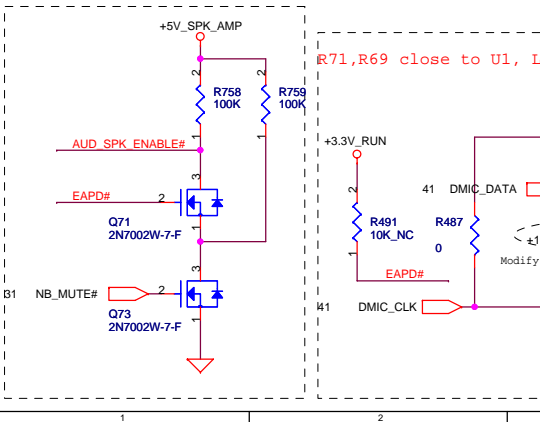 +5V_SPK_AMP
R71,R69 close to U1, L
2
2
R758
100K
R759
100K
1
1
AUD_SPK_ENABLE#
+3.3V_RUN
3
EAPD#
2
Q71
2N7002W-7-F
1
2
R491
10K_NC
1
41
DMIC_DATA
R487
0
±1
Modify
EAPD#
3
31
NB_MUTE#
2
Q73
2N7002W-7-F
1
41
DMIC_CLK
1
2